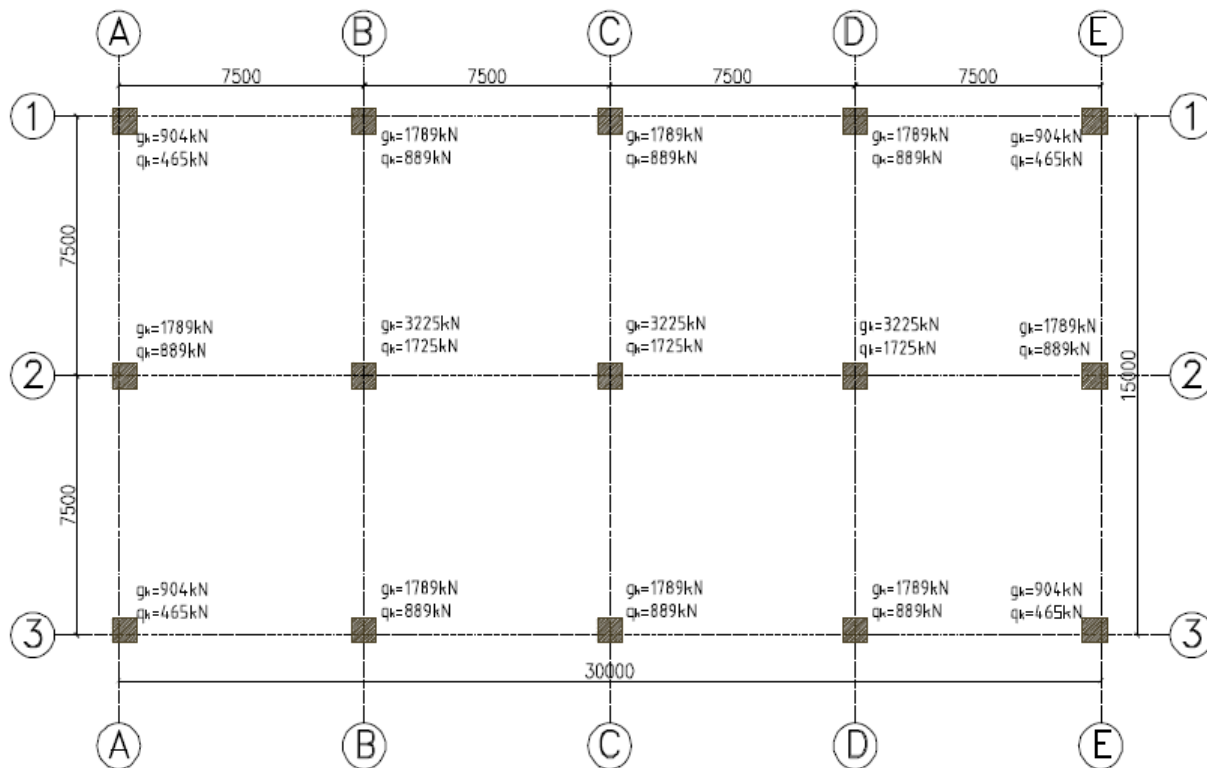 A B C D E
7500 7500 7500 7500
1 1
gk=904kN gk=1789kN gk=1789kN gk=1789kN gk=904kN
qk=465kN qk=889kN qk=889kN qk=889kN qk=465kN
7500
gk=1789kN gk=3225kN gk=3225kN gk=3225kN gk=1789kN
qk=889kN qk=1725kN qk=1725kN qk=1725kN qk=889kN
2 2
15000
7500
gk=904kN gk=1789kN gk=1789kN gk=1789kN gk=904kN
qk=465kN qk=889kN qk=889kN qk=889kN qk=465kN
3 3
30000
A B C D E